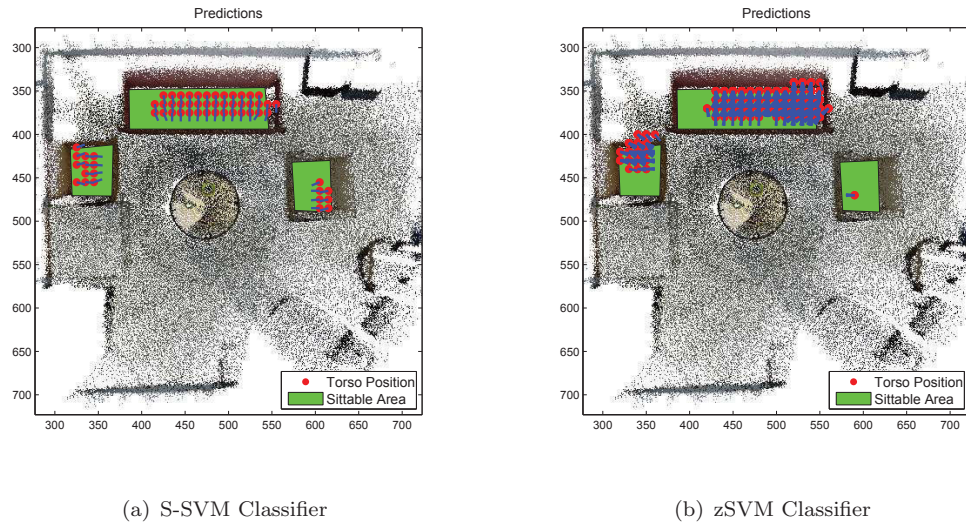 Predictions
300
350
400
450
500
550
600
650
700
300 350 400 450 500 550 600 650 700
Torso Position
Sittable Area
(a) S-SVM Classifier
Predictions
300
350
400
450
500
550
600
650
700
300 350 400 450 500 550 600 650 700
Torso Position
Sittable Area
(b) zSVM Classifier